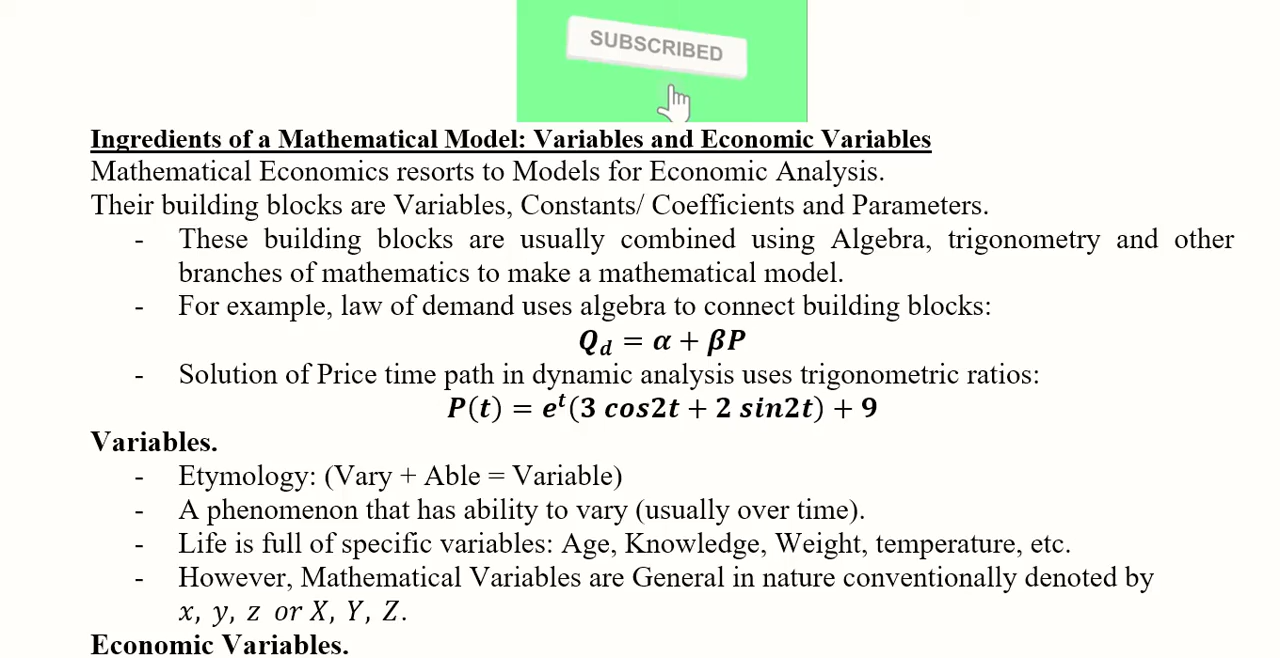 SUBSCRIBED
Ingredients of a Mathematical Model: Variables and Economic Variables
Mathematical Economics resorts to Models for Economic Analysis.
Their building blocks are Variables, Constants/ Coefficients and Parameters.
- These building blocks are usually combined using Algebra, trigonometry and other
branches of mathematics to make a mathematical model.
- For example, law of demand uses algebra to connect building blocks:
Q_d = α + βP
- Solution of Price time path in dynamic analysis uses trigonometric ratios:
P(t) = e^t(3 cos2t + 2 sin2t) + 9
Variables.
- Etymology: (Vary + Able = Variable)
- A phenomenon that has ability to vary (usually over time).
- Life is full of specific variables: Age, Knowledge, Weight, temperature, etc.
- However, Mathematical Variables are General in nature conventionally denoted by
x, y, z or X, Y, Z.
Economic Variables.